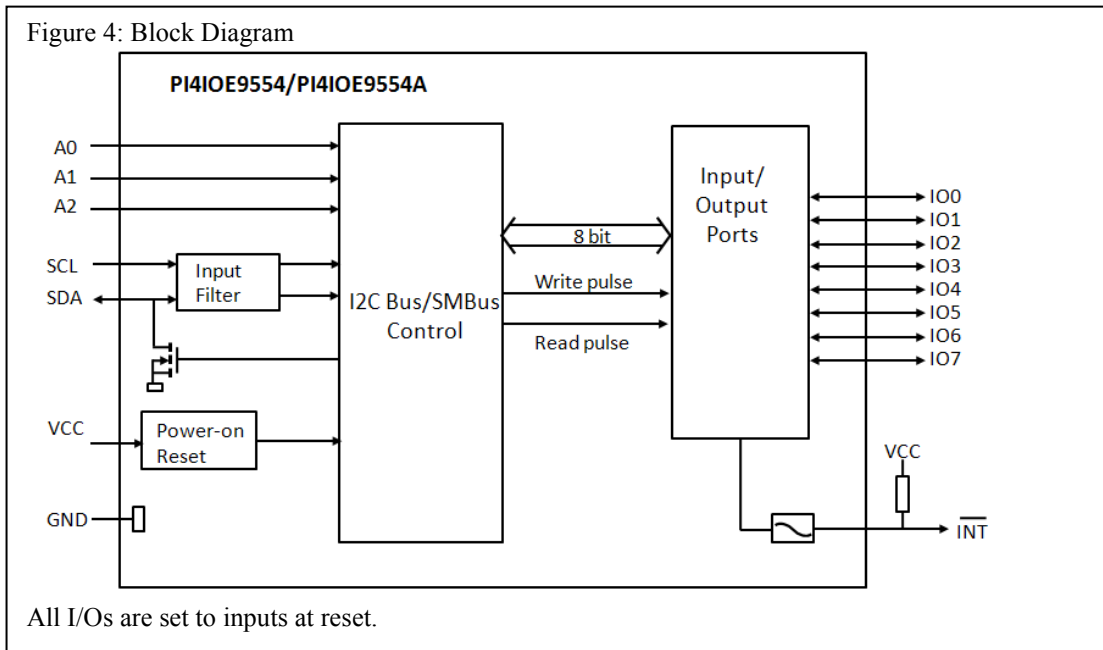 Figure 4: Block Diagram
PI4IOE9554/PI4IOE9554A
A0
A1
A2
SCL
SDA
VCC
GND
Input
Filter
Power-on
Reset
I2C Bus/SMBus
Control
8 bit
Write pulse
Read pulse
Input/
Output
Ports
IO0
IO1
IO2
IO3
IO4
IO5
IO6
IO7
VCC
INT
All I/Os are set to inputs at reset.